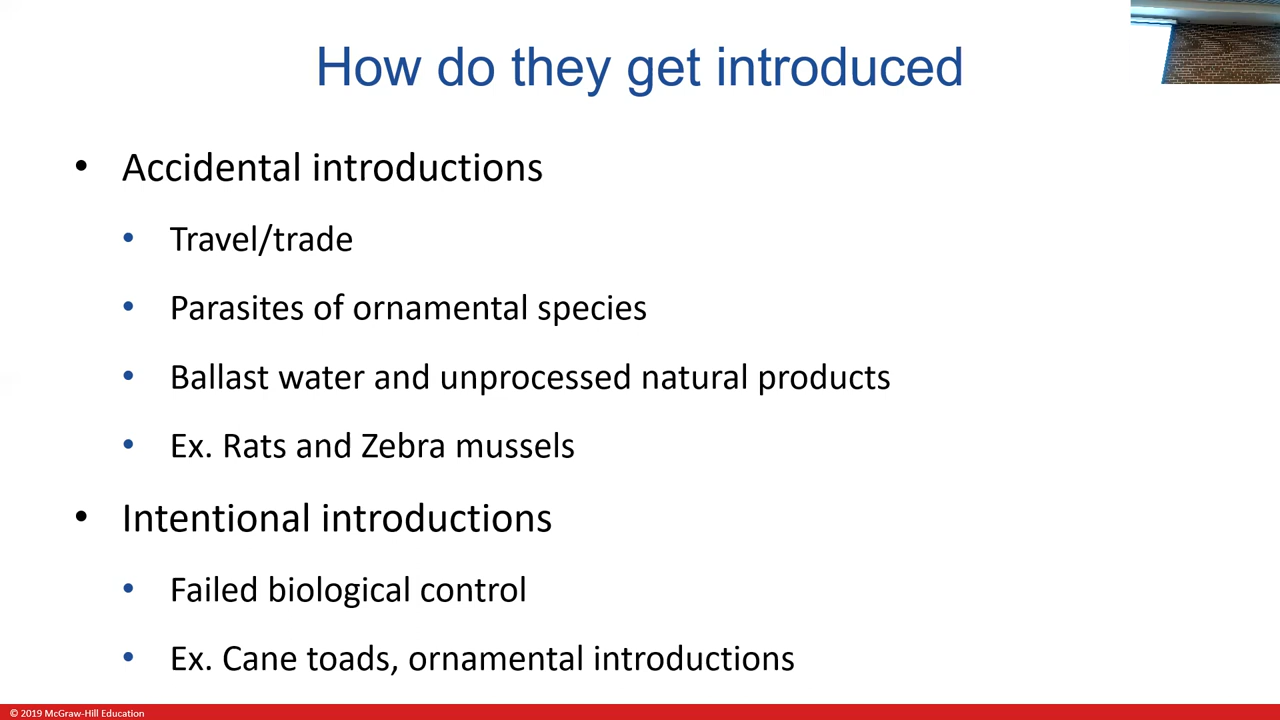 How do they get introduced
• Accidental introductions
• Travel/trade
• Parasites of ornamental species
• Ballast water and unprocessed natural products
• Ex. Rats and Zebra mussels
• Intentional introductions
• Failed biological control
• Ex. Cane toads, ornamental introductions
© 2019 McGraw-Hill Education